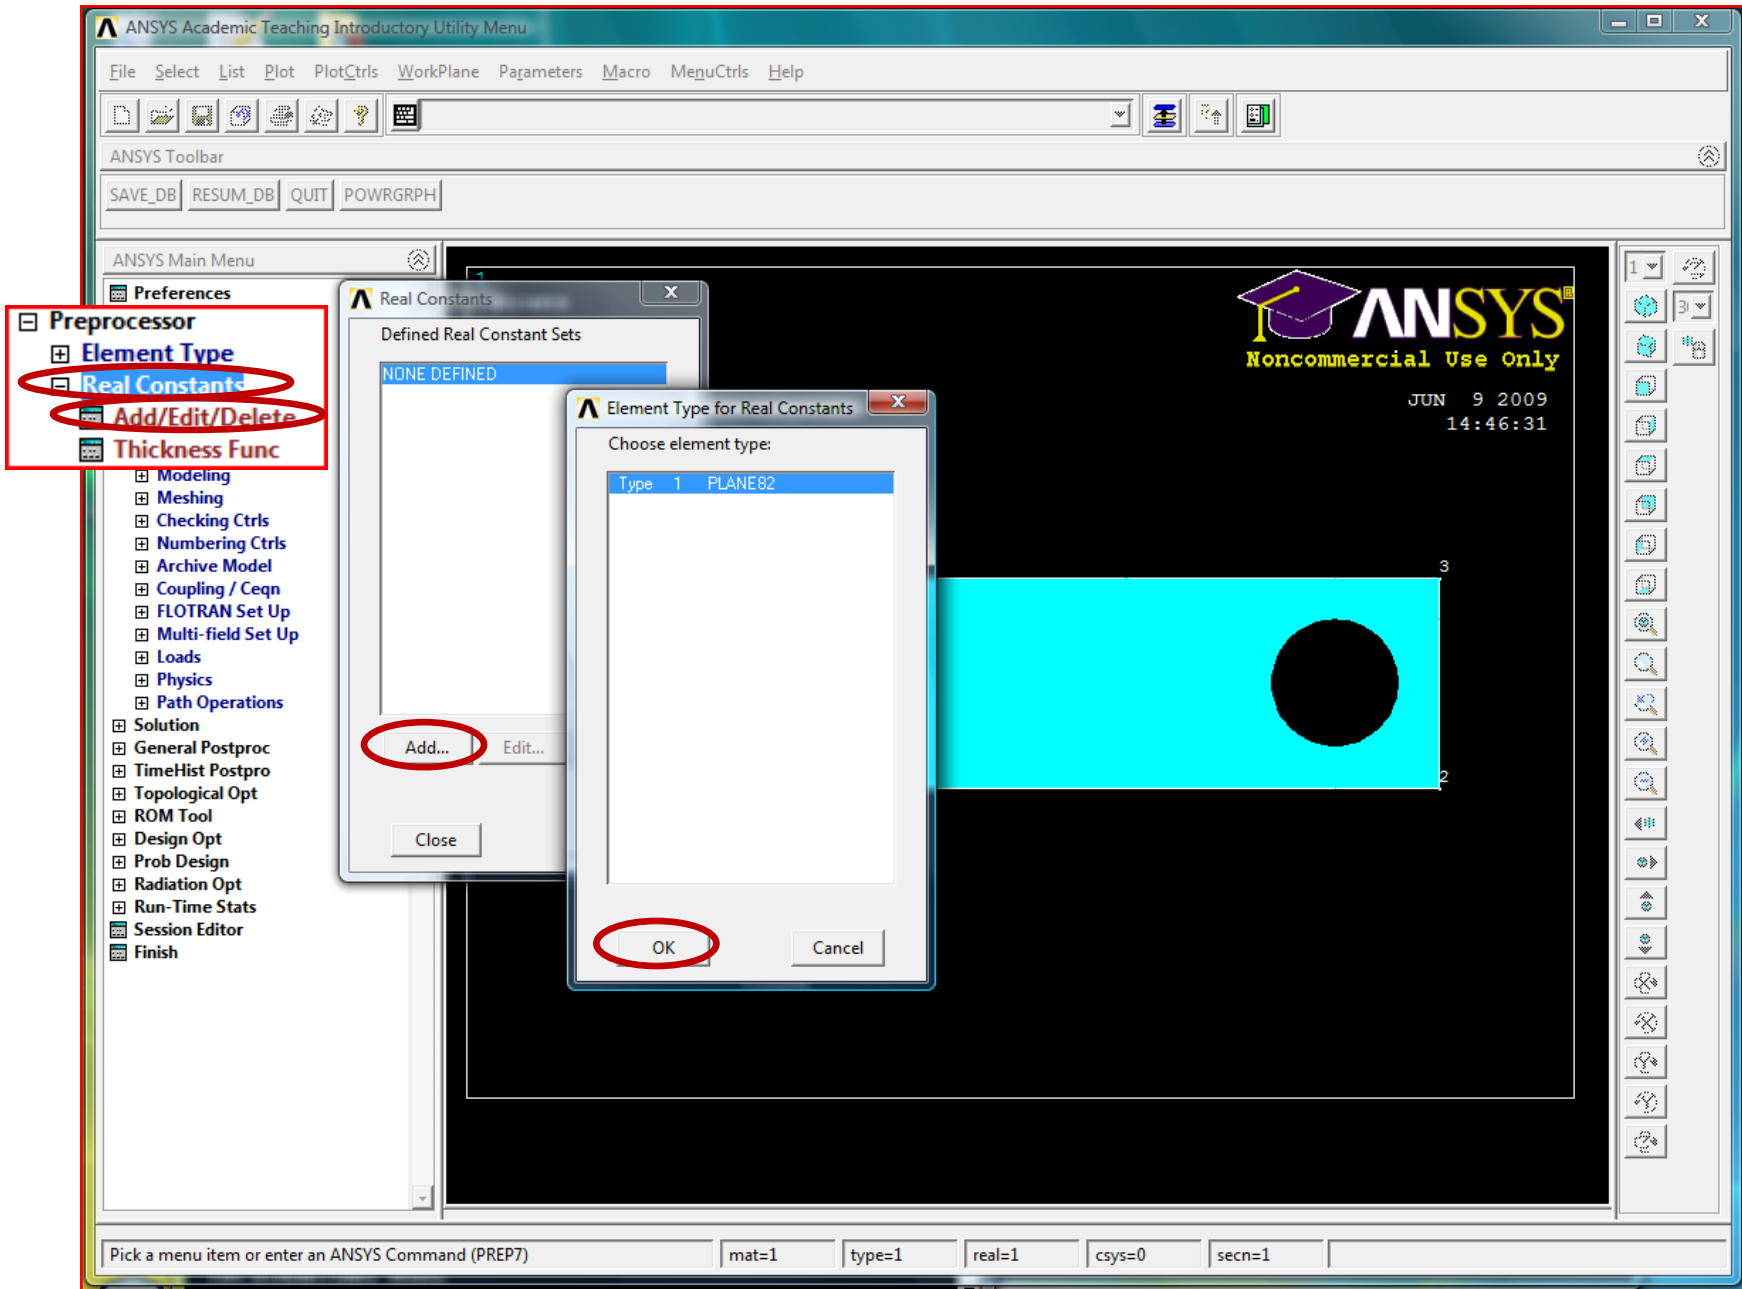 ANSYS Academic Teaching Introductory Utility Menu
File Select List Plot PlotCtrls WorkPlane Parameters Macro MenuCtrls Help
ANSYS Toolbar
SAVE_DB RESUM_DB QUIT POWRGRPH
ANSYS Main Menu
Preferences
Preprocessor
Element Type
Real Constants
Add/Edit/Delete
Thickness Func
Modeling
Meshing
Checking Ctrls
Numbering Ctrls
Archive Model
Coupling / Ceqn
FLOTRAN Set Up
Multi-field Set Up
Loads
Physics
Path Operations
Solution
General Postproc
TimeHist Postpro
Topological Opt
ROM Tool
Design Opt
Prob Design
Radiation Opt
Run-Time Stats
Session Editor
Finish
Real Constants
Defined Real Constant Sets
NONE DEFINED
Add... Edit...
Close
Element Type for Real Constants
Choose element type:
Type 1 PLANE82
OK Cancel
1
ANSYS®
Noncommercial Use Only
JUN 9 2009
14:46:31
3
2
1
Pick a menu item or enter an ANSYS Command (PREP7) mat=1 type=1 real=1 csys=0 secn=1